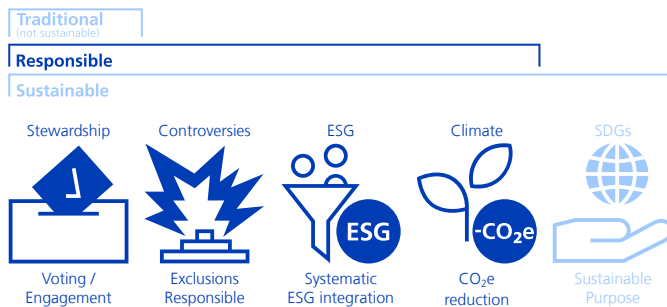 Traditional
(not sustainable)
Responsible
Sustainable
Stewardship
Controversies
ESG
Climate
SDGs
ESG
-CO₂e
Voting /
Engagement
Exclusions
Responsible
Systematic
ESG integration
CO₂e
reduction
Sustainable
Purpose